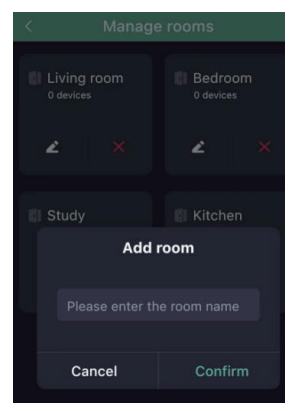 Manage rooms
Living room
0 devices
Bedroom
0 devices
Study
Kitchen
Add room
Please enter the room name
Cancel
Confirm